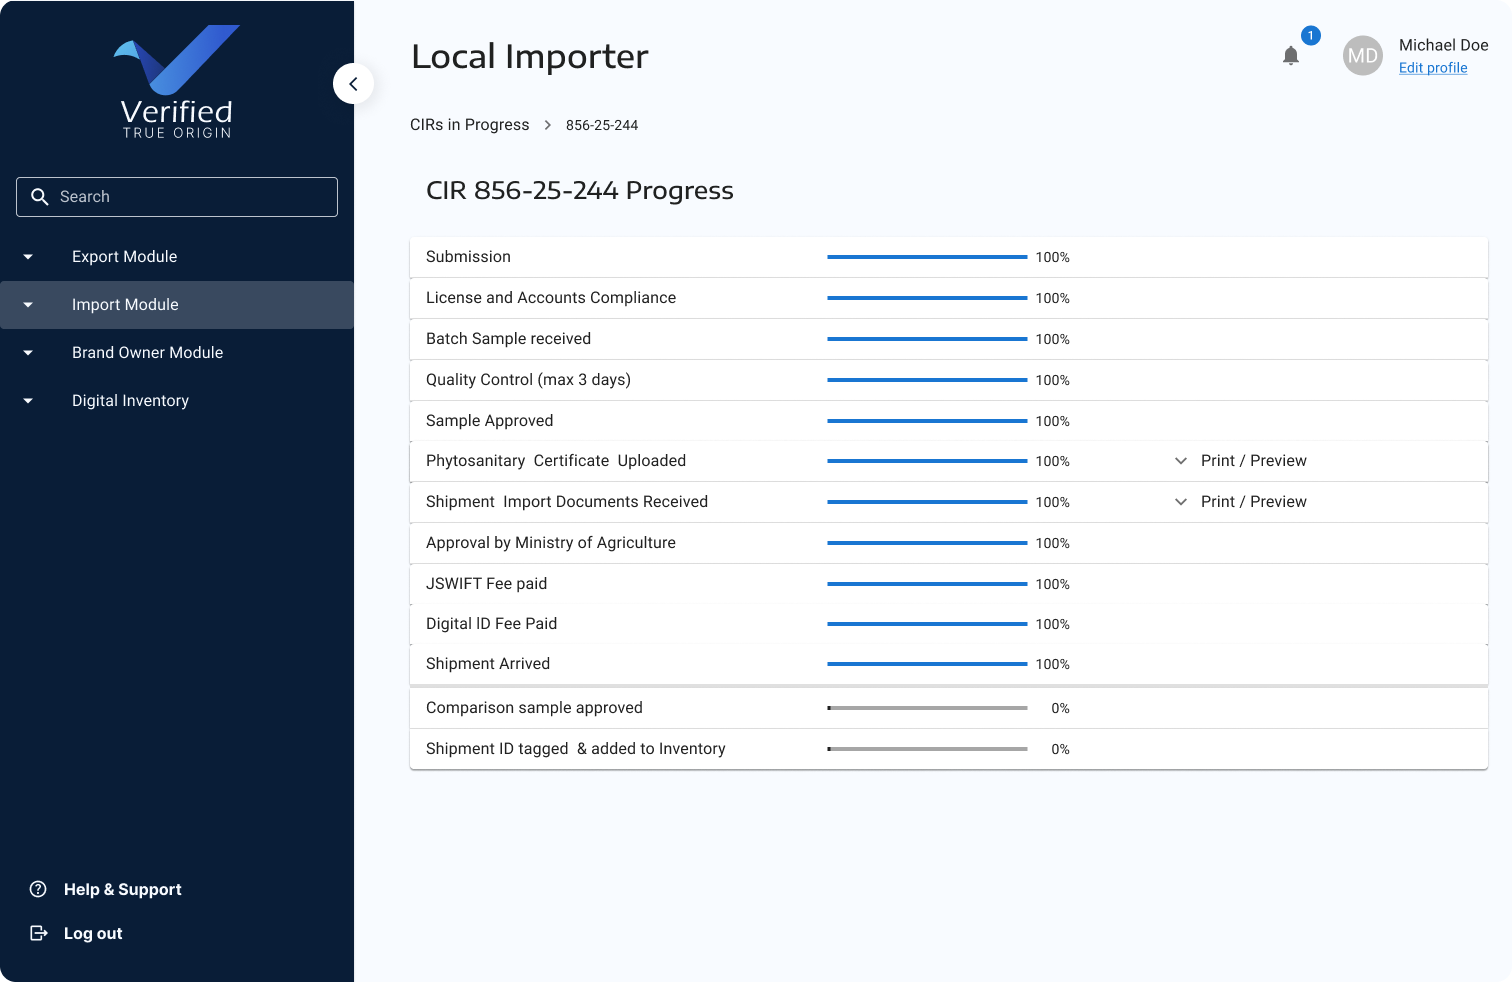 Verified
TRUE ORIGIN
Search
Export Module
Import Module
Brand Owner Module
Digital Inventory
Help & Support
Log out
Local Importer
1
MD
Michael Doe
Edit profile
CIRs in Progress > 856-25-244
CIR 856-25-244 Progress
Submission 100%
License and Accounts Compliance 100%
Batch Sample received 100%
Quality Control (max 3 days) 100%
Sample Approved 100%
Phytosanitary Certificate Uploaded 100% Print / Preview
Shipment Import Documents Received 100% Print / Preview
Approval by Ministry of Agriculture 100%
JSWIFT Fee paid 100%
Digital ID Fee Paid 100%
Shipment Arrived 100%
Comparison sample approved 0%
Shipment ID tagged & added to Inventory 0%